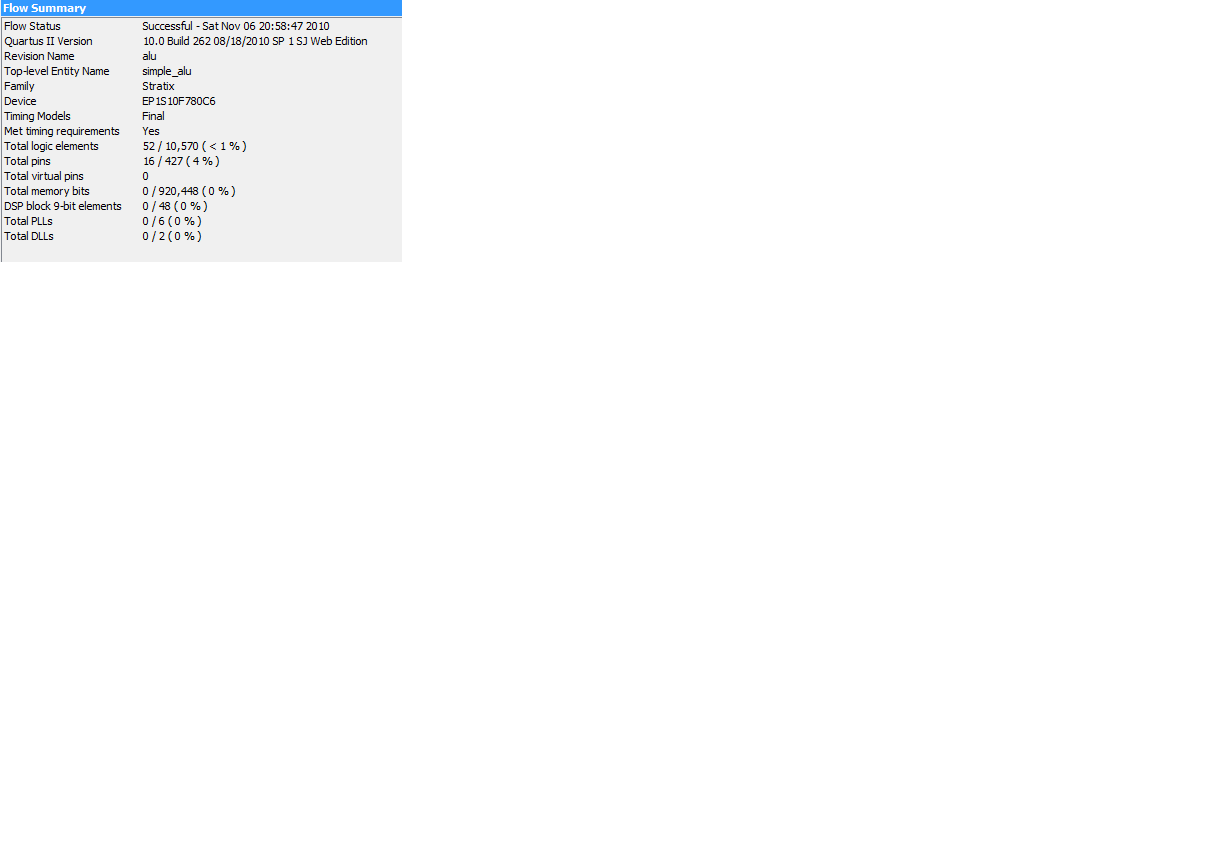 Flow Summary
Flow Status Successful - Sat Nov 06 20:58:47 2010
Quartus II Version 10.0 Build 262 08/18/2010 SP 1 SJ Web Edition
Revision Name alu
Top-level Entity Name simple_alu
Family Stratix
Device EP1S10F780C6
Timing Models Final
Met timing requirements Yes
Total logic elements 52 / 10,570 ( < 1 % )
Total pins 16 / 427 ( 4 % )
Total virtual pins 0
Total memory bits 0 / 920,448 ( 0 % )
DSP block 9-bit elements 0 / 48 ( 0 % )
Total PLLs 0 / 6 ( 0 % )
Total DLLs 0 / 2 ( 0 % )